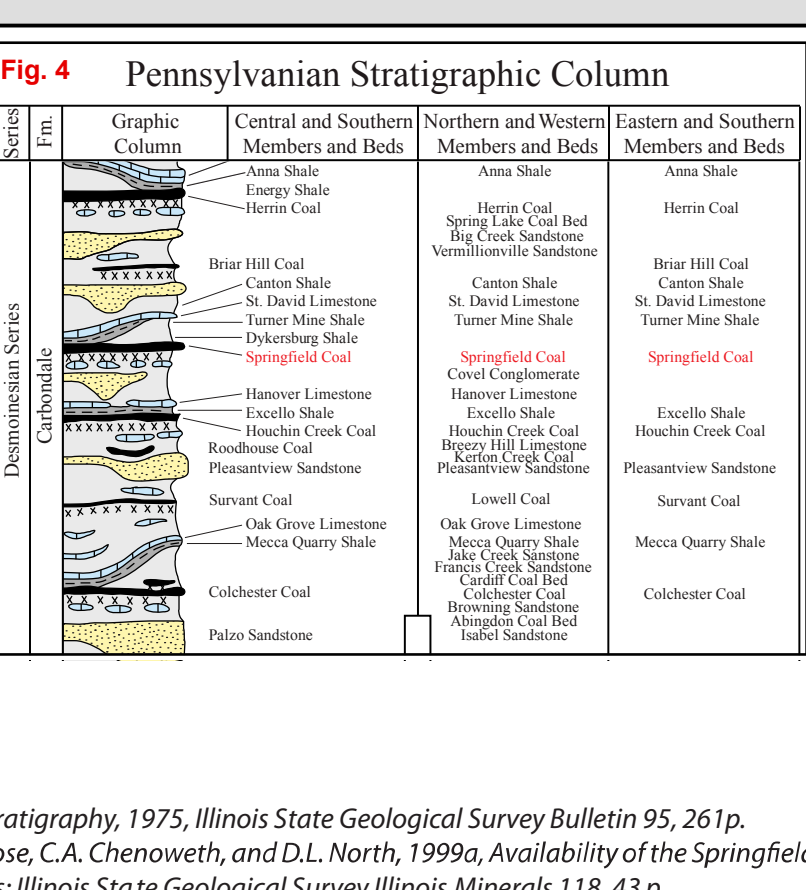 Fig. 4
Pennsylvanian Stratigraphic Column
Series
Fm.
Graphic
Column
Central and Southern
Members and Beds
Northern and Western
Members and Beds
Eastern and Southern
Members and Beds
Desmoinesian Series
Carbondale
Anna Shale
Energy Shale
Herrin Coal
Briar Hill Coal
Canton Shale
St. David Limestone
Turner Mine Shale
Dykersburg Shale
Springfield Coal
Hanover Limestone
Excello Shale
Houchin Creek Coal
Roodhouse Coal
Pleasantview Sandstone
Survant Coal
Oak Grove Limestone
Mecca Quarry Shale
Colchester Coal
Palzo Sandstone
Anna Shale
Herrin Coal
Spring Lake Coal Bed
Big Creek Sandstone
Vermillionville Sandstone
Canton Shale
St. David Limestone
Turner Mine Shale
Springfield Coal
Covel Conglomerate
Hanover Limestone
Excello Shale
Houchin Creek Coal
Breezy Hill Limestone
Kerton Creek Coal
Pleasantview Sandstone
Lowell Coal
Oak Grove Limestone
Mecca Quarry Shale
Jake Creek Sanstone
Francis Creek Sandstone
Cardiff Coal Bed
Colchester Coal
Browning Sandstone
Abingdon Coal Bed
Isabel Sandstone
Anna Shale
Herrin Coal
Briar Hill Coal
Canton Shale
St. David Limestone
Turner Mine Shale
Springfield Coal
Excello Shale
Houchin Creek Coal
Pleasantview Sandstone
Survant Coal
Mecca Quarry Shale
Colchester Coal
ratigraphy, 1975, Illinois State Geological Survey Bulletin 95, 261p.
ose, C.A. Chenoweth, and D.L. North, 1999a, Availability of the Springfiel
s: Illinois State Geological Survey Illinois Minerals 118, 43 p.